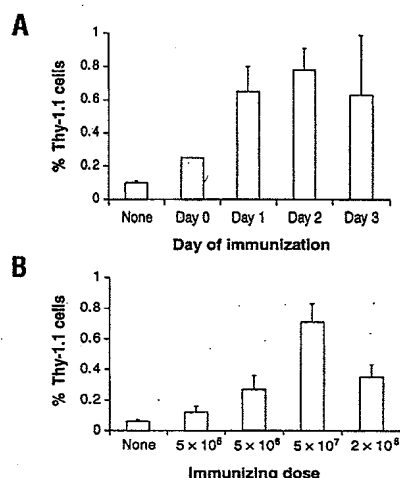 A
1
0.8
0.6
0.4
0.2
0
% Thy-1.1 cells
None Day 0 Day 1 Day 2 Day 3
Day of immunization
B
1
0.8
0.6
0.4
0.2
0
% Thy-1.1 cells
None 5 × 10⁶ 5 × 10⁶ 5 × 10⁷ 2 × 10⁸
Immunizing dose